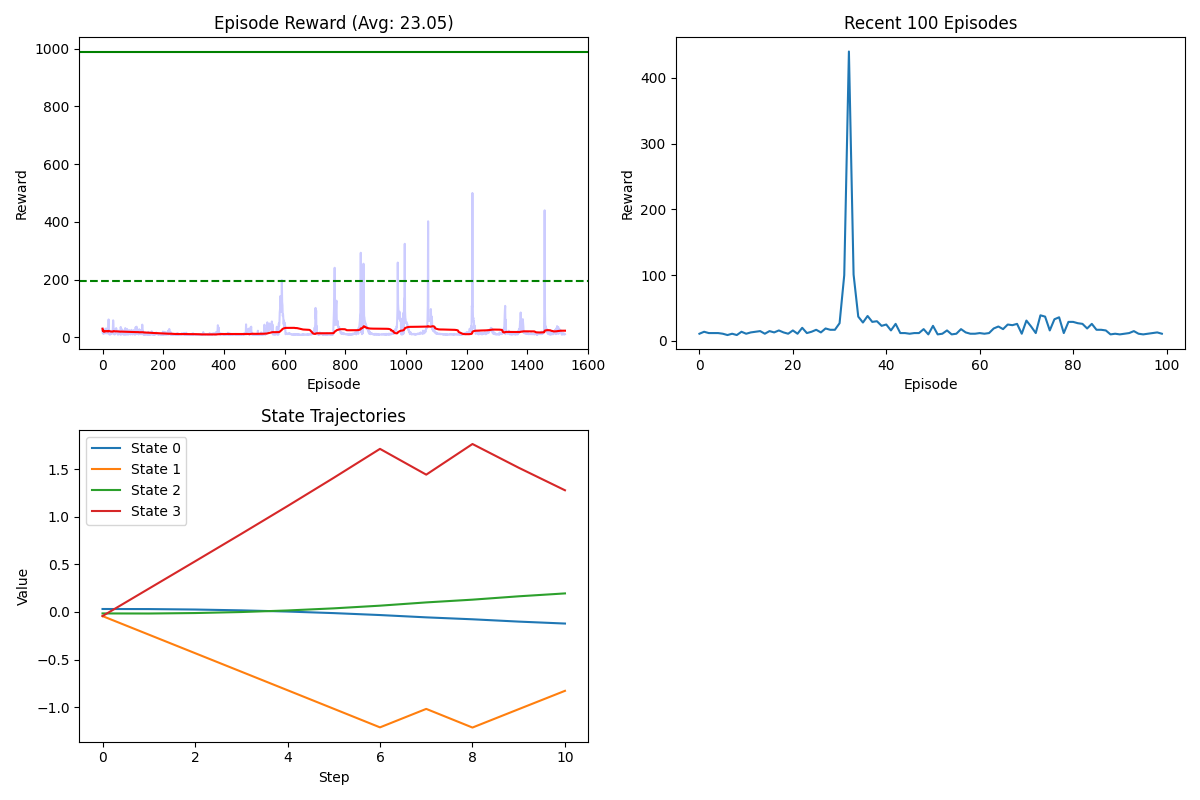 Episode Reward (Avg: 23.05)
Reward
1000
800
600
400
200
0
0 200 400 600 800 1000 1200 1400 1600
Episode
Recent 100 Episodes
Reward
400
300
200
100
0
0 20 40 60 80 100
Episode
State Trajectories
State 0
State 1
State 2
State 3
Value
1.5
1.0
0.5
0.0
−0.5
−1.0
0 2 4 6 8 10
Step